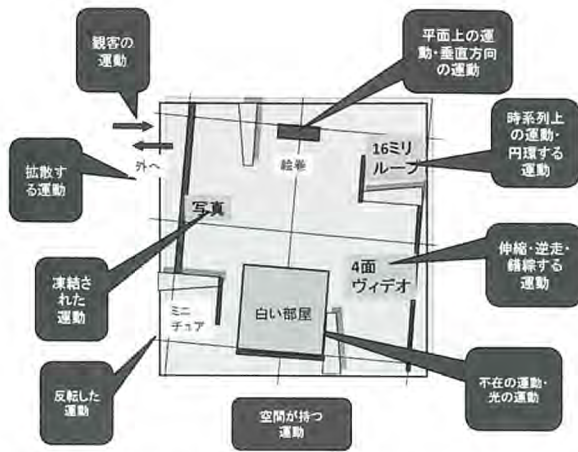 観客の
運動
平面上の運
動・垂直方向
の運動
時系列上
の運動・
円環する
運動
16ミリ
ループ
絵巻
外へ
拡散す
る運動
写真
凍結さ
れた
運動
4面
ヴィデオ
伸縮・逆走・
錯綜する
運動
ミニ
チュア
白い部屋
反転した
運動
不在の運動・
光の運動
空間が持つ
運動